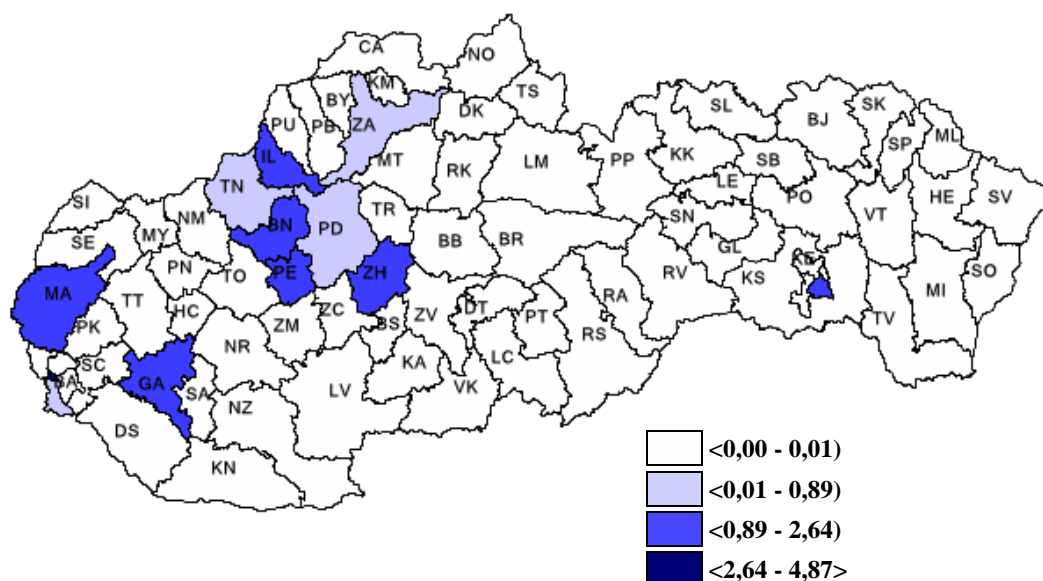 CA
NO
KM
TS
BY
PU
PB
ZA
DK
SL
BJ
SK
SP
ML
IL
MT
RK
LM
PP
KK
SB
TN
LE
PO
HE
SV
SI
NM
BN
PD
TR
SN
VT
SE
MY
BB
BR
GL
PN
TO
PE
ZH
RV
KS
KE
SO
MA
TT
HC
ZM
ZC
BS
ZV
DT
PT
RA
RS
TV
MI
PK
SC
NR
KA
LC
BA
GA
SA
NZ
LV
VK
DS
KN
<0,00 - 0,01)
<0,01 - 0,89)
<0,89 - 2,64)
<2,64 - 4,87>